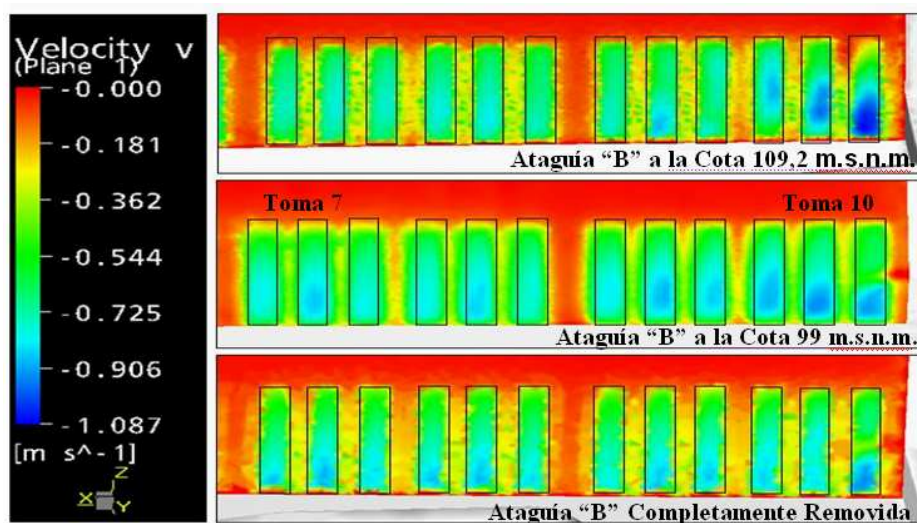 Velocity v
(Plane 1)
-0.000
-0.181
-0.362
-0.544
-0.725
-0.906
-1.087
[m s^-1]
Z
X
Y
Ataguía “B” a la Cota 109,2 m.s.n.m.
Toma 7
Toma 10
Ataguía “B” a la Cota 99 m.s.n.m.
Ataguía “B” Completamente Removida